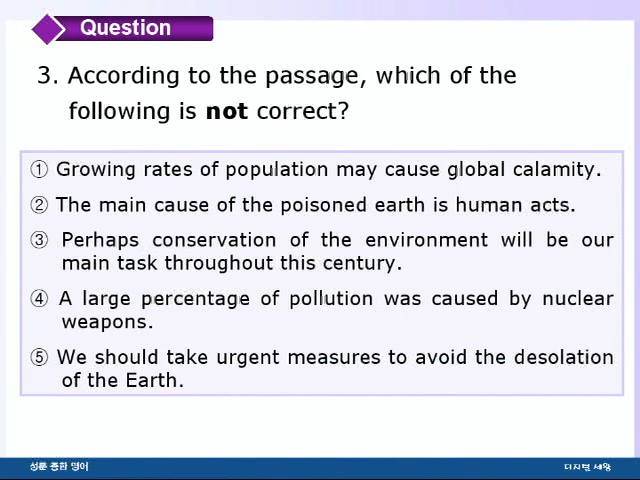 Question
3. According to the passage, which of the
following is not correct?
① Growing rates of population may cause global calamity.
② The main cause of the poisoned earth is human acts.
③ Perhaps conservation of the environment will be our
main task throughout this century.
④ A large percentage of pollution was caused by nuclear
weapons.
⑤ We should take urgent measures to avoid the desolation
of the Earth.
성문 종합 영어
디지털 세왕